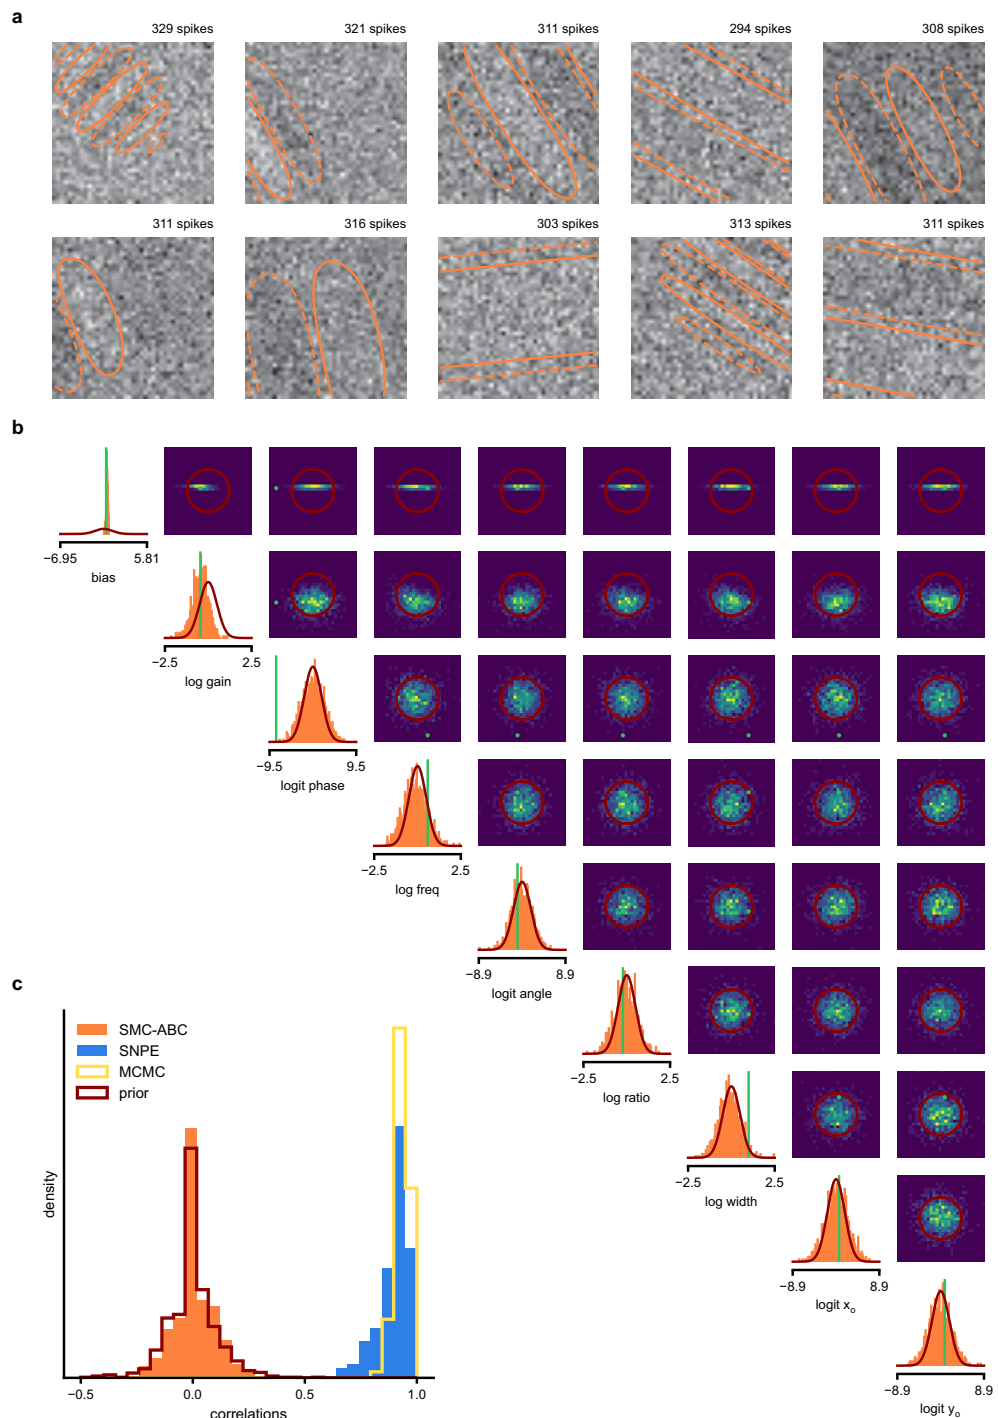 a
329 spikes
321 spikes
311 spikes
294 spikes
308 spikes
311 spikes
316 spikes
303 spikes
313 spikes
311 spikes
b
−6.95 5.81
bias
−2.5 2.5
log gain
−9.5 9.5
logit phase
−2.5 2.5
log freq
−8.9 8.9
logit angle
−2.5 2.5
log ratio
−2.5 2.5
log width
−8.9 8.9
logit x₀
−8.9 8.9
logit y₀
c
SMC-ABC
SNPE
MCMC
prior
density
−0.5 0.0 0.5 1.0
correlations